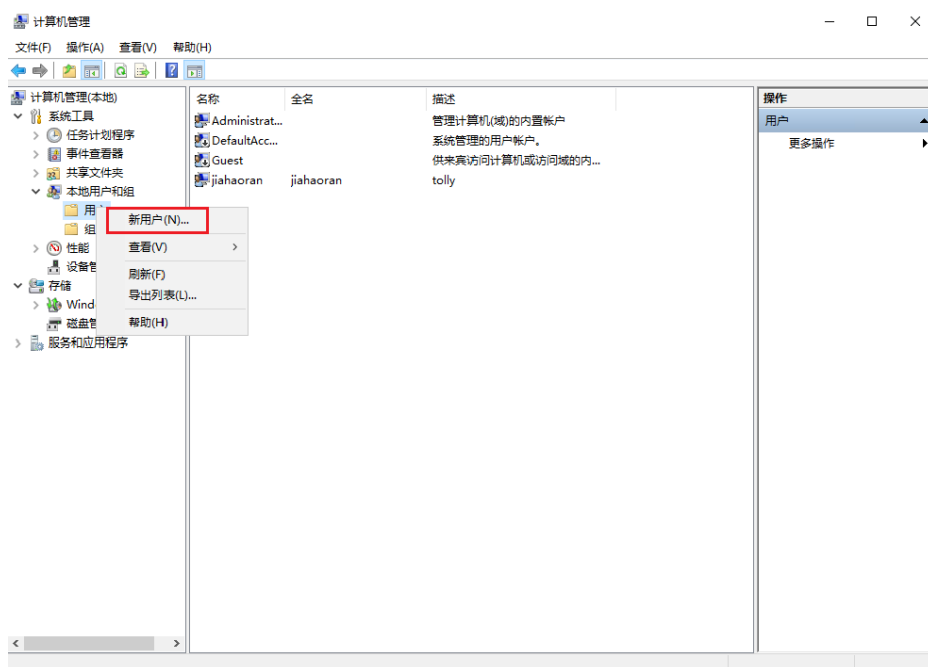 计算机管理
文件(F) 操作(A) 查看(V) 帮助(H)
计算机管理(本地)
系统工具
任务计划程序
事件查看器
共享文件夹
本地用户和组
用
组
性能
设备管
存储
Wind
磁盘管
服务和应用程序
新用户(N)...
查看(V)
刷新(F)
导出列表(L)...
帮助(H)
名称 全名 描述
Administrat... 管理计算机(域)的内置帐户
DefaultAcc... 系统管理的用户帐户。
Guest 供来宾访问计算机或访问域的内...
jiahaoran jiahaoran tolly
操作
用户
更多操作